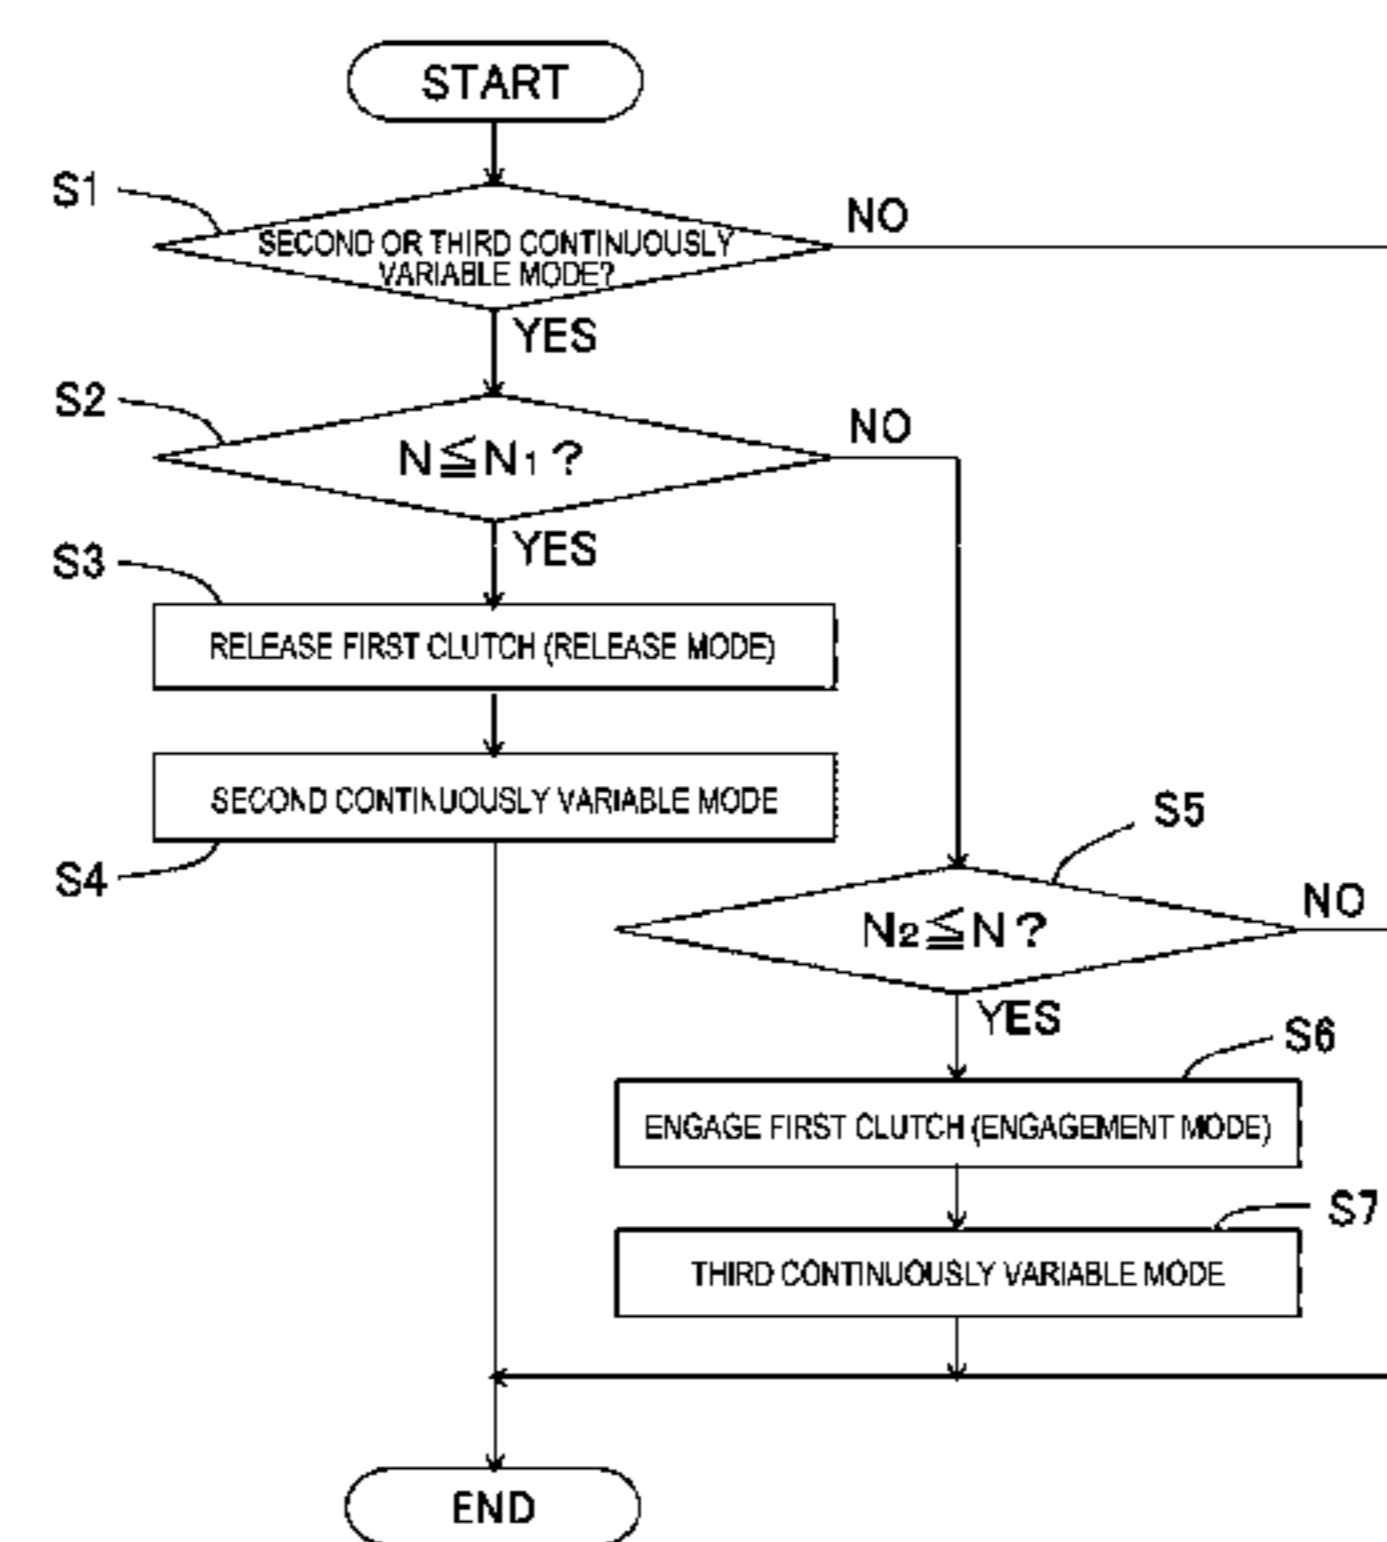 START
S1
SECOND OR THIRD CONTINUOUSLY
VARIABLE MODE?
NO
YES
S2
N≦N1?
NO
YES
S3
RELEASE FIRST CLUTCH (RELEASE MODE)
SECOND CONTINUOUSLY VARIABLE MODE
S4
S5
N2≦N?
NO
YES
S6
ENGAGE FIRST CLUTCH (ENGAGEMENT MODE)
S7
THIRD CONTINUOUSLY VARIABLE MODE
END